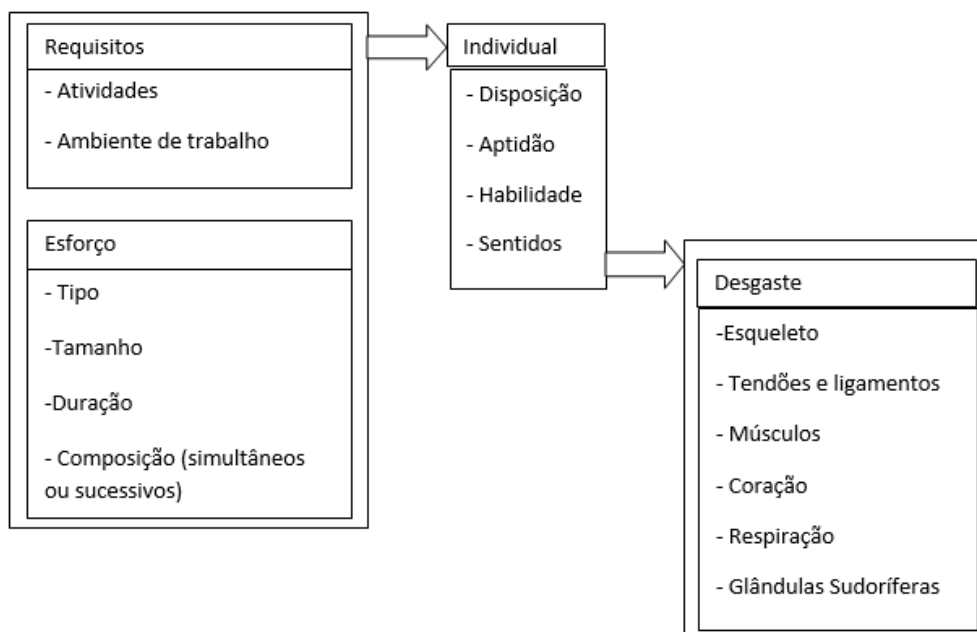 Requisitos
- Atividades
- Ambiente de trabalho
Esforço
- Tipo
-Tamanho
-Duração
- Composição (simultâneos
ou sucessivos)
Individual
- Disposição
- Aptidão
- Habilidade
- Sentidos
Desgaste
-Esqueleto
- Tendões e ligamentos
- Músculos
- Coração
- Respiração
- Glândulas Sudoríferas